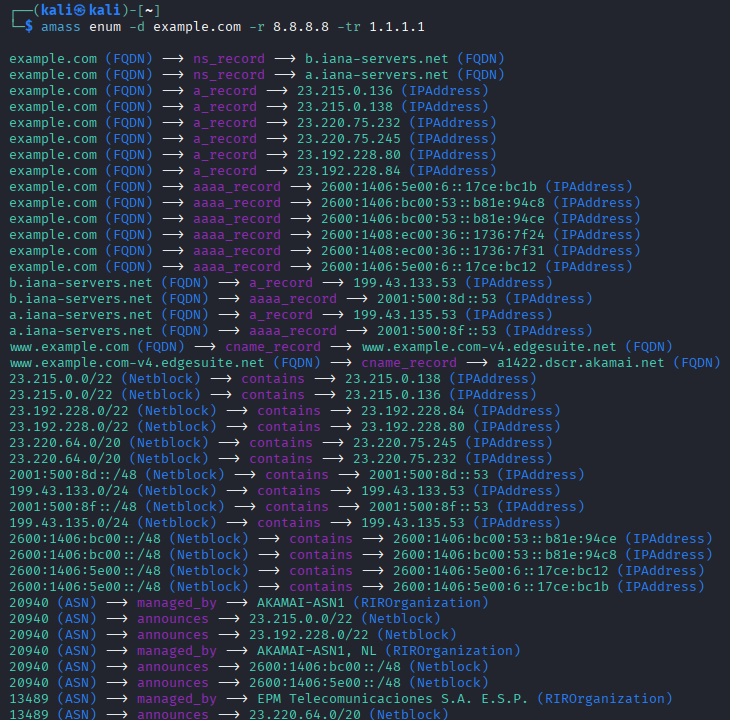 ┌──(kali㉿kali)-[~]
└─$ amass enum -d example.com -r 8.8.8.8 -tr 1.1.1.1
example.com (FQDN) ⟶ ns_record ⟶ b.iana-servers.net (FQDN)
example.com (FQDN) ⟶ ns_record ⟶ a.iana-servers.net (FQDN)
example.com (FQDN) ⟶ a_record ⟶ 23.215.0.136 (IPAddress)
example.com (FQDN) ⟶ a_record ⟶ 23.215.0.138 (IPAddress)
example.com (FQDN) ⟶ a_record ⟶ 23.220.75.232 (IPAddress)
example.com (FQDN) ⟶ a_record ⟶ 23.220.75.245 (IPAddress)
example.com (FQDN) ⟶ a_record ⟶ 23.192.228.80 (IPAddress)
example.com (FQDN) ⟶ a_record ⟶ 23.192.228.84 (IPAddress)
example.com (FQDN) ⟶ aaaa_record ⟶ 2600:1406:5e00:6::17ce:bc1b (IPAddress)
example.com (FQDN) ⟶ aaaa_record ⟶ 2600:1406:bc00:53::b81e:94c8 (IPAddress)
example.com (FQDN) ⟶ aaaa_record ⟶ 2600:1406:bc00:53::b81e:94ce (IPAddress)
example.com (FQDN) ⟶ aaaa_record ⟶ 2600:1408:ec00:36::1736:7f24 (IPAddress)
example.com (FQDN) ⟶ aaaa_record ⟶ 2600:1408:ec00:36::1736:7f31 (IPAddress)
example.com (FQDN) ⟶ aaaa_record ⟶ 2600:1406:5e00:6::17ce:bc12 (IPAddress)
b.iana-servers.net (FQDN) ⟶ a_record ⟶ 199.43.133.53 (IPAddress)
b.iana-servers.net (FQDN) ⟶ aaaa_record ⟶ 2001:500:8d::53 (IPAddress)
a.iana-servers.net (FQDN) ⟶ a_record ⟶ 199.43.135.53 (IPAddress)
a.iana-servers.net (FQDN) ⟶ aaaa_record ⟶ 2001:500:8f::53 (IPAddress)
www.example.com (FQDN) ⟶ cname_record ⟶ www.example.com-v4.edgesuite.net (FQDN)
www.example.com-v4.edgesuite.net (FQDN) ⟶ cname_record ⟶ a1422.dscr.akamai.net (FQDN)
23.215.0.0/22 (Netblock) ⟶ contains ⟶ 23.215.0.138 (IPAddress)
23.215.0.0/22 (Netblock) ⟶ contains ⟶ 23.215.0.136 (IPAddress)
23.192.228.0/22 (Netblock) ⟶ contains ⟶ 23.192.228.84 (IPAddress)
23.192.228.0/22 (Netblock) ⟶ contains ⟶ 23.192.228.80 (IPAddress)
23.220.64.0/20 (Netblock) ⟶ contains ⟶ 23.220.75.245 (IPAddress)
23.220.64.0/20 (Netblock) ⟶ contains ⟶ 23.220.75.232 (IPAddress)
2001:500:8d::/48 (Netblock) ⟶ contains ⟶ 2001:500:8d::53 (IPAddress)
199.43.133.0/24 (Netblock) ⟶ contains ⟶ 199.43.133.53 (IPAddress)
2001:500:8f::/48 (Netblock) ⟶ contains ⟶ 2001:500:8f::53 (IPAddress)
199.43.135.0/24 (Netblock) ⟶ contains ⟶ 199.43.135.53 (IPAddress)
2600:1406:bc00::/48 (Netblock) ⟶ contains ⟶ 2600:1406:bc00:53::b81e:94ce (IPAddress)
2600:1406:bc00::/48 (Netblock) ⟶ contains ⟶ 2600:1406:bc00:53::b81e:94c8 (IPAddress)
2600:1406:5e00::/48 (Netblock) ⟶ contains ⟶ 2600:1406:5e00:6::17ce:bc12 (IPAddress)
2600:1406:5e00::/48 (Netblock) ⟶ contains ⟶ 2600:1406:5e00:6::17ce:bc1b (IPAddress)
20940 (ASN) ⟶ managed_by ⟶ AKAMAI-ASN1 (RIROrganization)
20940 (ASN) ⟶ announces ⟶ 23.215.0.0/22 (Netblock)
20940 (ASN) ⟶ announces ⟶ 23.192.228.0/22 (Netblock)
20940 (ASN) ⟶ managed_by ⟶ AKAMAI-ASN1, NL (RIROrganization)
20940 (ASN) ⟶ announces ⟶ 2600:1406:bc00::/48 (Netblock)
20940 (ASN) ⟶ announces ⟶ 2600:1406:5e00::/48 (Netblock)
13489 (ASN) ⟶ managed_by ⟶ EPM Telecomunicaciones S.A. E.S.P. (RIROrganization)
13489 (ASN) ⟶ announces ⟶ 23.220.64.0/20 (Netblock)